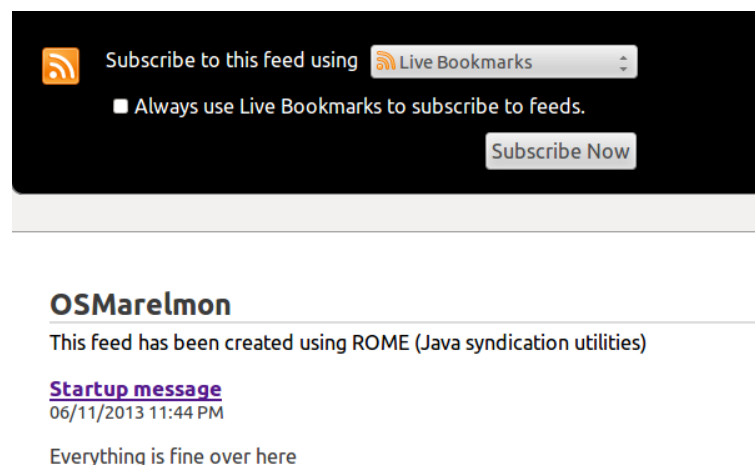 Subscribe to this feed using Live Bookmarks
Always use Live Bookmarks to subscribe to feeds.
Subscribe Now
OSMarelmon
This feed has been created using ROME (Java syndication utilities)
Startup message
06/11/2013 11:44 PM
Everything is fine over here